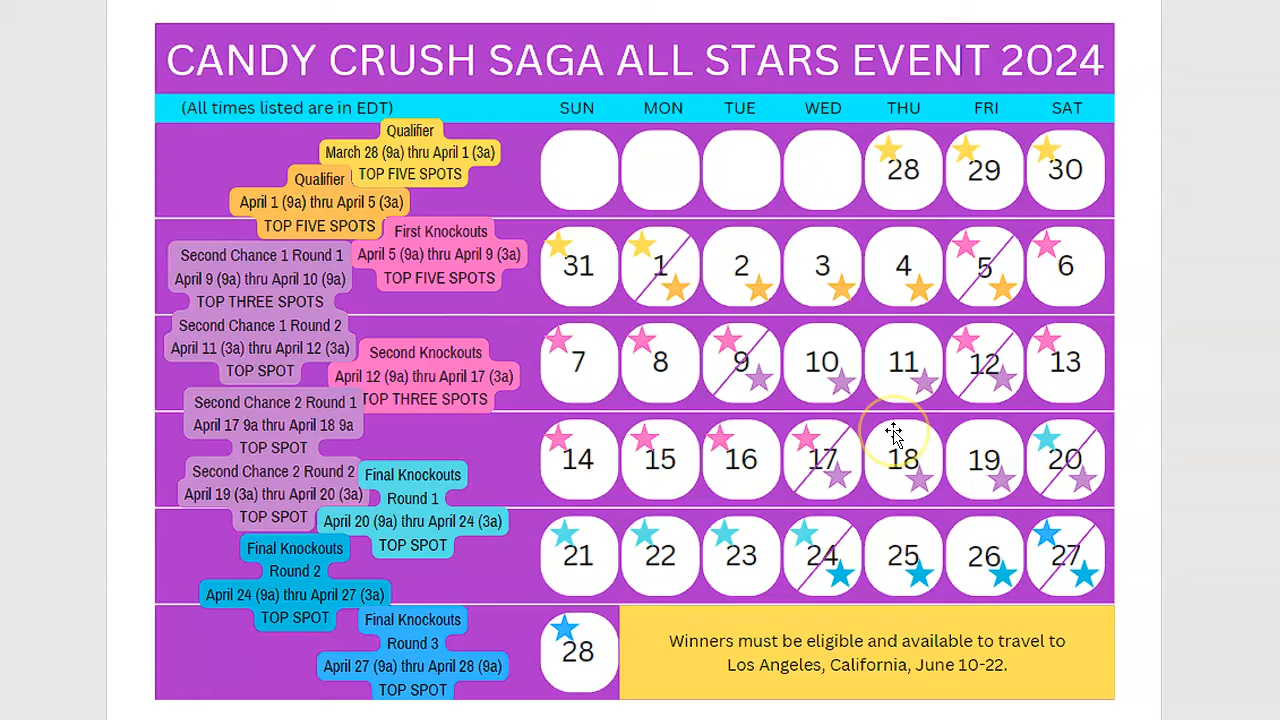 CANDY CRUSH SAGA ALL STARS EVENT 2024
(All times listed are in EDT) SUN MON TUE WED THU FRI SAT
Qualifier
March 28 (9a) thru April 1 (3a)
TOP FIVE SPOTS
28 29 30
Qualifier
April 1 (9a) thru April 5 (3a)
TOP FIVE SPOTS
First Knockouts
April 5 (9a) thru April 9 (3a)
TOP FIVE SPOTS
31 1 2 3 4 5 6
Second Chance 1 Round 1
April 9 (9a) thru April 10 (9a)
TOP THREE SPOTS
Second Chance 1 Round 2
April 11 (3a) thru April 12 (3a)
TOP SPOT
Second Knockouts
April 12 (9a) thru April 17 (3a)
TOP THREE SPOTS
7 8 9 10 11 12 13
Second Chance 2 Round 1
April 17 9a thru April 18 9a
TOP SPOT
Second Chance 2 Round 2
April 19 (3a) thru April 20 (3a)
TOP SPOT
14 15 16 17 18 19 20
Final Knockouts
Round 1
April 20 (9a) thru April 24 (3a)
TOP SPOT
21 22 23 24 25 26 27
Final Knockouts
Round 2
April 24 (9a) thru April 27 (3a)
TOP SPOT
Final Knockouts
Round 3
April 27 (9a) thru April 28 (9a)
TOP SPOT
28
Winners must be eligible and available to travel to
Los Angeles, California, June 10-22.